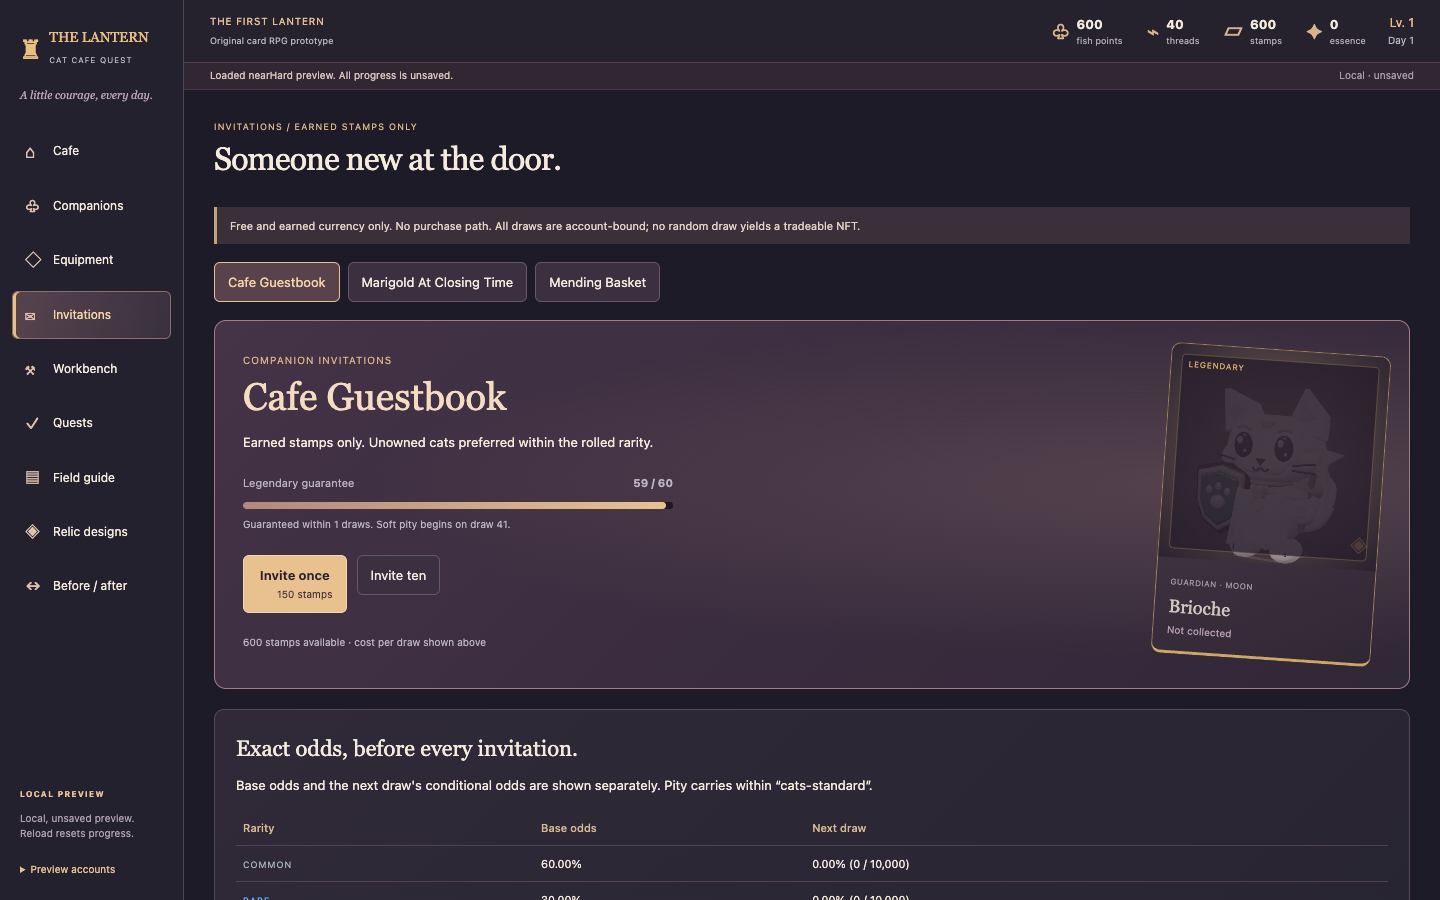 THE LANTERN
CAT CAFE QUEST
A little courage, every day.
Cafe
Companions
Equipment
Invitations
Workbench
Quests
Field guide
Relic designs
Before / after
LOCAL PREVIEW
Local, unsaved preview.
Reload resets progress.
Preview accounts
THE FIRST LANTERN
Original card RPG prototype
600
fish points
40
threads
600
stamps
0
essence
Lv. 1
Day 1
Loaded nearHard preview. All progress is unsaved.
Local · unsaved
INVITATIONS / EARNED STAMPS ONLY
Someone new at the door.
Free and earned currency only. No purchase path. All draws are account-bound; no random draw yields a tradeable NFT.
Cafe Guestbook
Marigold At Closing Time
Mending Basket
COMPANION INVITATIONS
Cafe Guestbook
Earned stamps only. Unowned cats preferred within the rolled rarity.
Legendary guarantee
59 / 60
Guaranteed within 1 draws. Soft pity begins on draw 41.
Invite once
150 stamps
Invite ten
600 stamps available · cost per draw shown above
LEGENDARY
GUARDIAN · MOON
Brioche
Not collected
Exact odds, before every invitation.
Base odds and the next draw's conditional odds are shown separately. Pity carries within “cats-standard”.
Rarity Base odds Next draw
COMMON 60.00% 0.00% (0 / 10,000)
RARE 30.00% 0.00% (0 / 10,000)